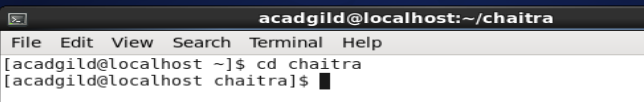 acadgild@localhost:~/chaitra
File Edit View Search Terminal Help
[acadgild@localhost ~]$ cd chaitra
[acadgild@localhost chaitra]$